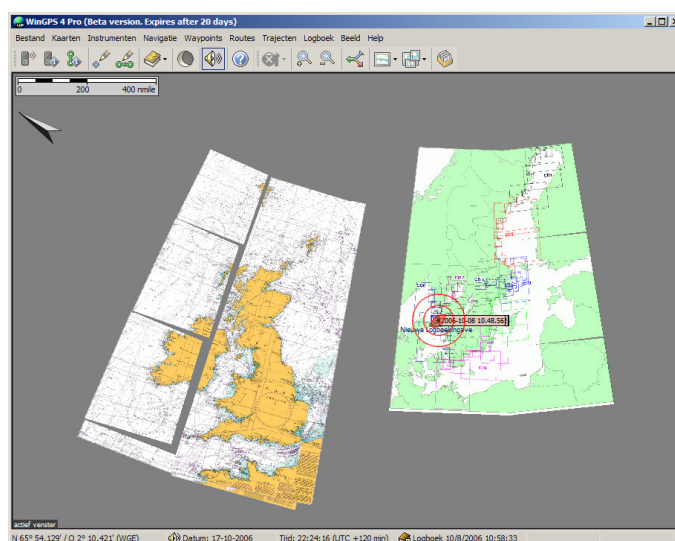 WinGPS 4 Pro (Beta version. Expires after 20 days)
Bestand Kaarten Instrumenten Navigatie Waypoints Routes Trajecten Logboek Beeld Help
0 200 400 nmile
2006-10-08 10.48.56
Nieuwe Logboekingave
actief venster
N 65° 54.129' / O 2° 10.421' (WGE) Datum: 17-10-2006 Tijd: 22:24:16 (UTC +120 min) Logboek 10/8/2006 10:58:33